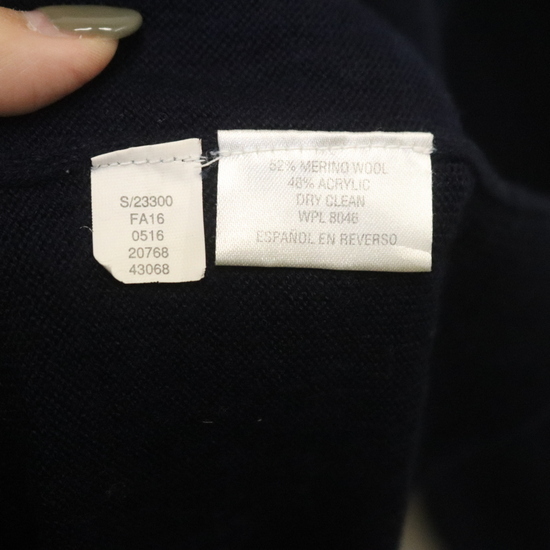 S/23300
FA16
0516
20768
43068
52% MERINO WOOL
48% ACRYLIC
DRY CLEAN
WPL 8046
ESPAÑOL EN REVERSO